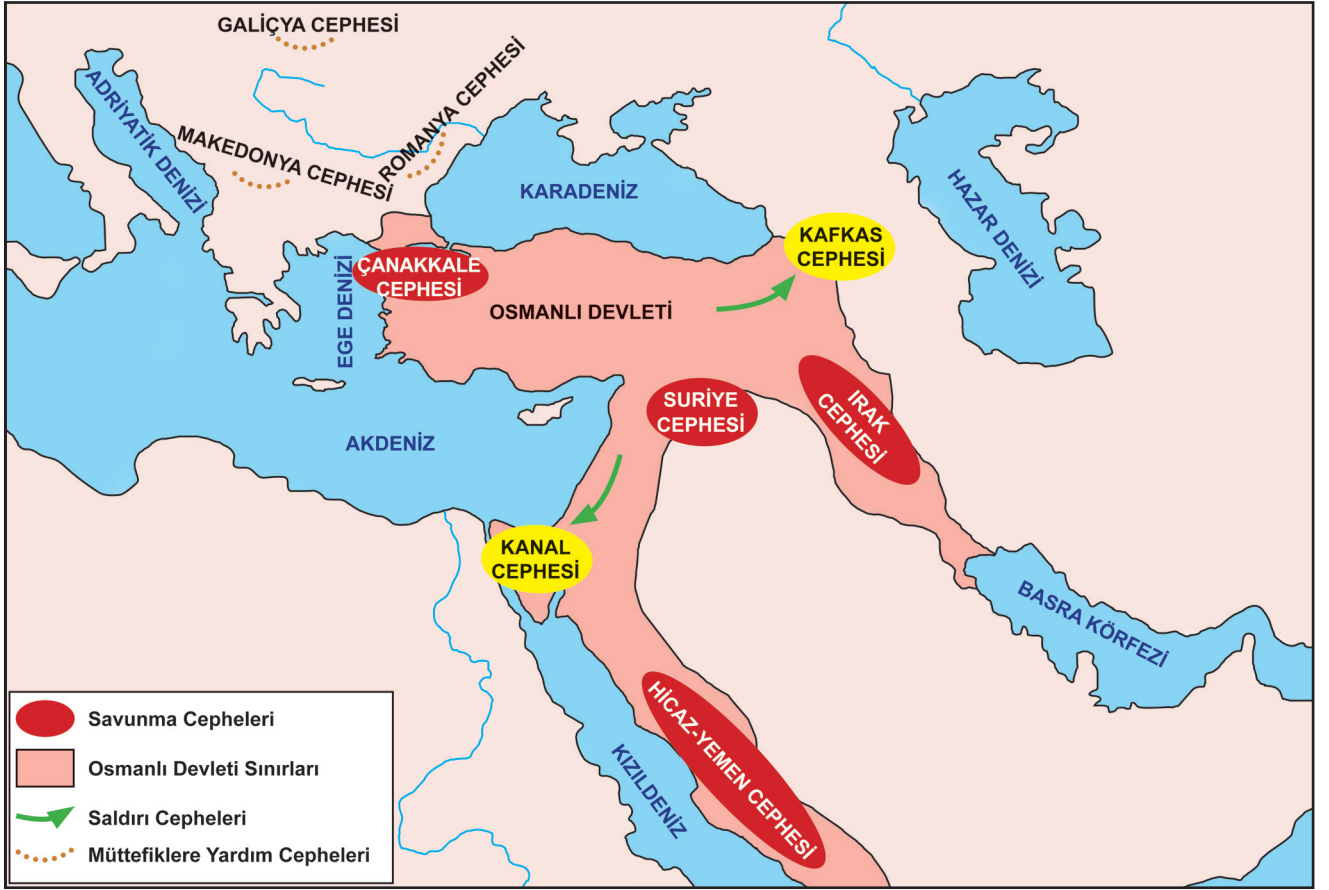 GALİÇYA CEPHESİ
ADRİYATİK DENİZİ
MAKEDONYA CEPHESİ
ROMANYA CEPHESİ
KARADENİZ
HAZAR DENİZİ
KAFKAS
CEPHESİ
ÇANAKKALE
CEPHESİ
EGE DENİZİ
OSMANLI DEVLETİ
SURİYE
CEPHESİ
IRAK
CEPHESİ
AKDENİZ
KANAL
CEPHESİ
BASRA KÖRFEZİ
HİCAZ-YEMEN CEPHESİ
KIZILDENİZ
Savunma Cepheleri
Osmanlı Devleti Sınırları
Saldırı Cepheleri
Müttefiklere Yardım Cepheleri